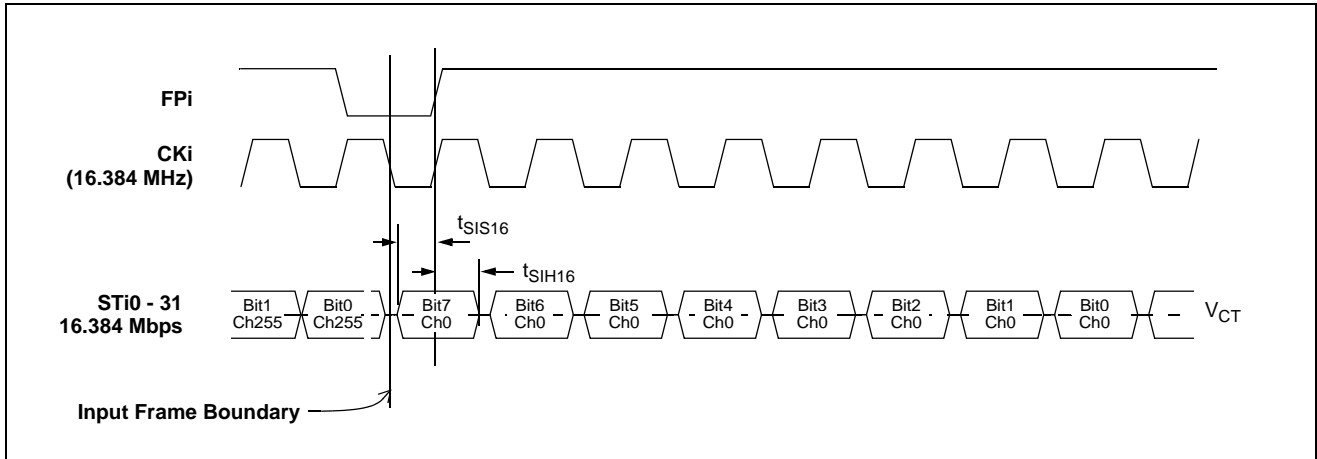 FPi
CKi
(16.384 MHz)
tSIS16
tSIH16
STi0 - 31
16.384 Mbps
Bit1 Bit0 Bit7 Bit6 Bit5 Bit4 Bit3 Bit2 Bit1 Bit0
Ch255 Ch255 Ch0 Ch0 Ch0 Ch0 Ch0 Ch0 Ch0 Ch0
VCT
Input Frame Boundary